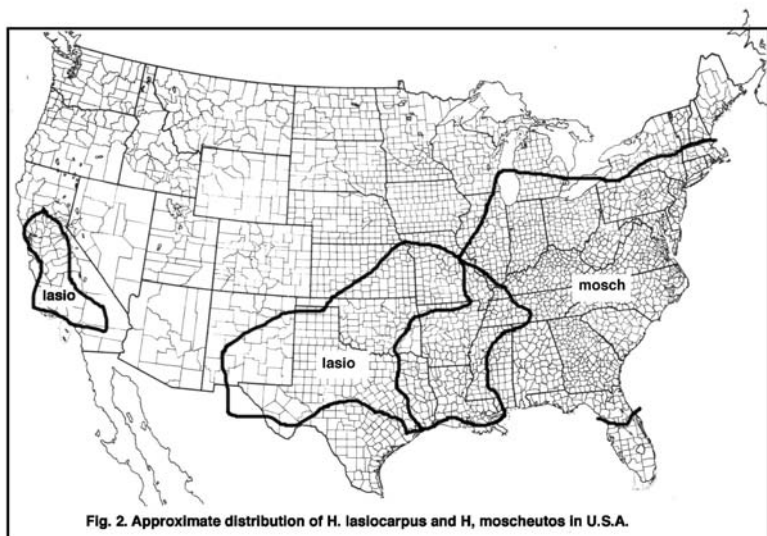 mosch
lasio
lasio
Fig. 2. Approximate distribution of H. lasiocarpus and H, moscheutos in U.S.A.